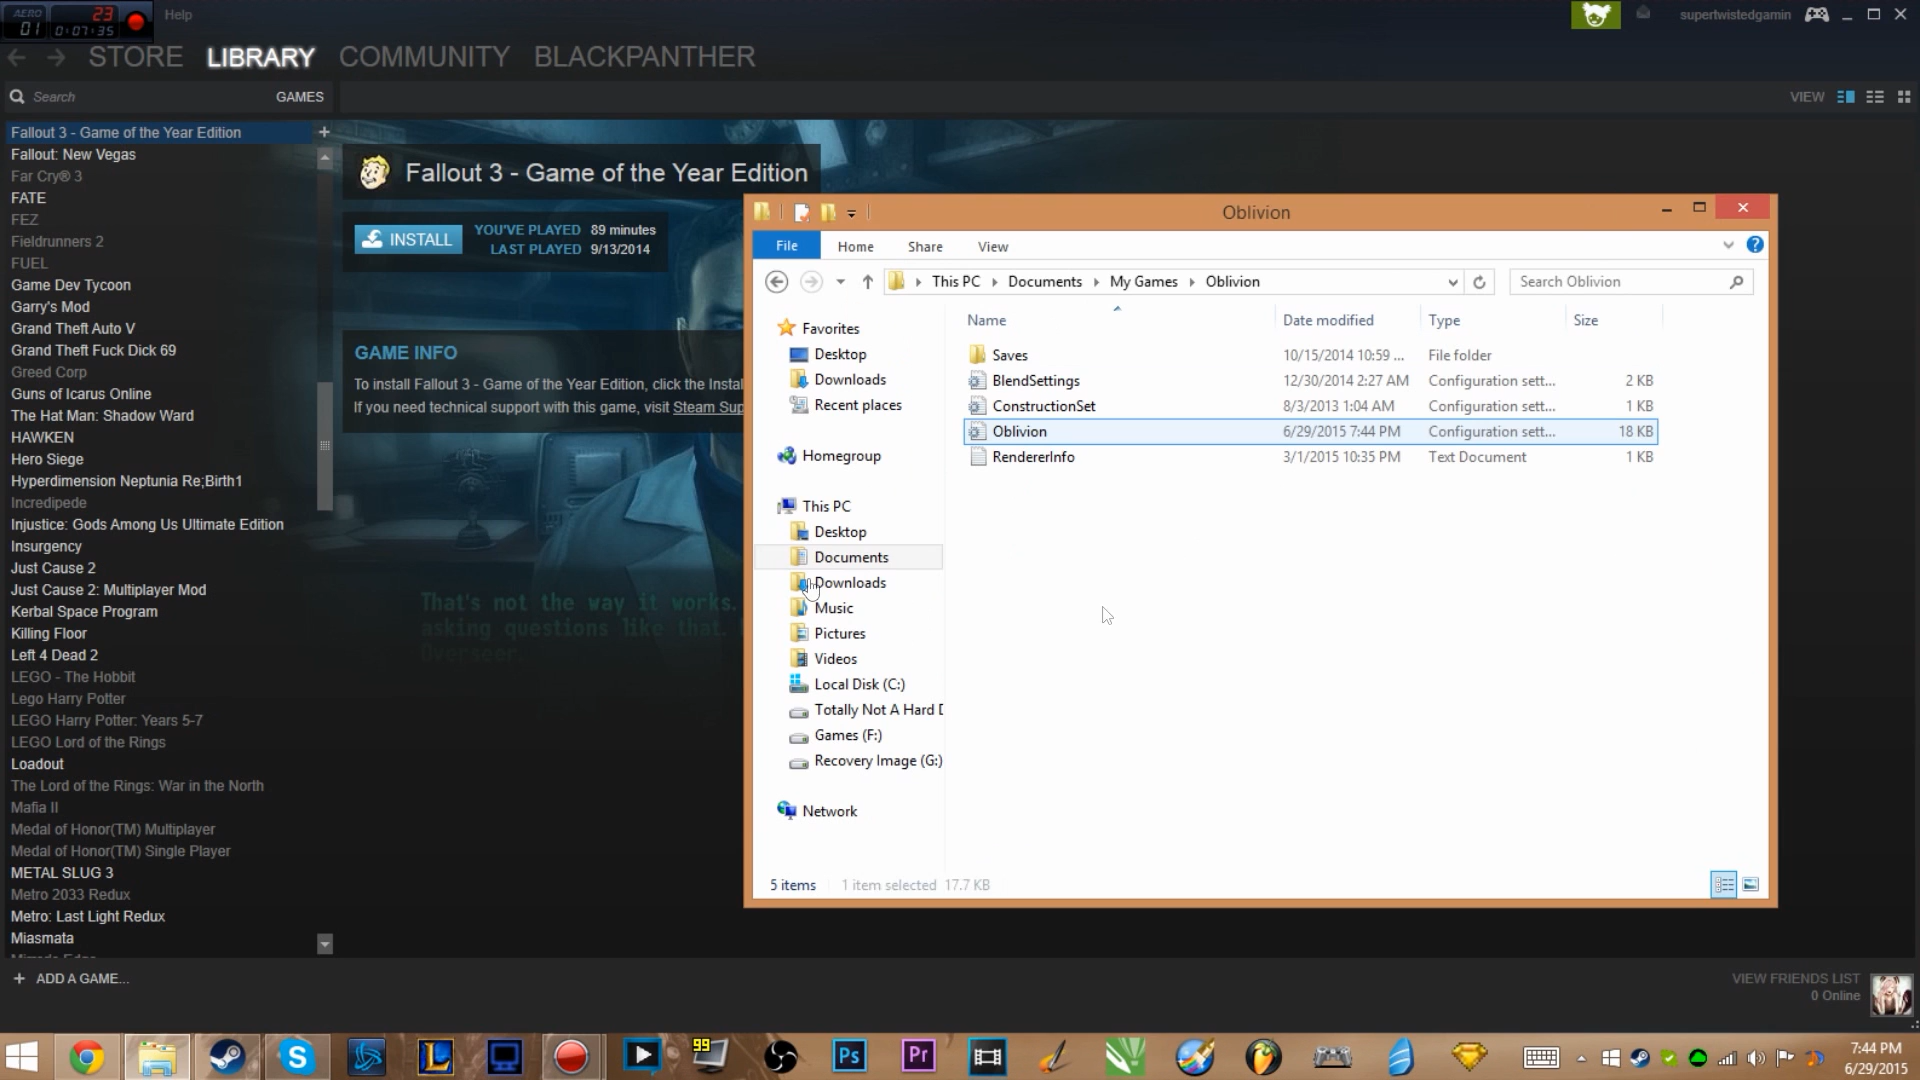 AERO 01 23 0:07:35 Help supertwistedgamin
STORE LIBRARY COMMUNITY BLACKPANTHER
Search GAMES VIEW
Fallout 3 - Game of the Year Edition
Fallout: New Vegas
Far Cry® 3
FATE
FEZ
Fieldrunners 2
FUEL
Game Dev Tycoon
Garry's Mod
Grand Theft Auto V
Grand Theft Fuck Dick 69
Greed Corp
Guns of Icarus Online
The Hat Man: Shadow Ward
HAWKEN
Hero Siege
Hyperdimension Neptunia Re;Birth1
Incredipede
Injustice: Gods Among Us Ultimate Edition
Insurgency
Just Cause 2
Just Cause 2: Multiplayer Mod
Kerbal Space Program
Killing Floor
Left 4 Dead 2
LEGO - The Hobbit
Lego Harry Potter
LEGO Harry Potter: Years 5-7
LEGO Lord of the Rings
Loadout
The Lord of the Rings: War in the North
Mafia II
Medal of Honor(TM) Multiplayer
Medal of Honor(TM) Single Player
METAL SLUG 3
Metro 2033 Redux
Metro: Last Light Redux
Miasmata
+ ADD A GAME...
Fallout 3 - Game of the Year Edition
INSTALL
YOU'VE PLAYED 89 minutes
LAST PLAYED 9/13/2014
GAME INFO
To install Fallout 3 - Game of the Year Edition, click the Instal
If you need technical support with this game, visit Steam Sup
That's not the way it works.
asking questions like that.
Overseer.
Oblivion
File Home Share View
This PC Documents My Games Oblivion Search Oblivion
Favorites
Desktop
Downloads
Recent places
Homegroup
This PC
Desktop
Documents
Downloads
Music
Pictures
Videos
Local Disk (C:)
Totally Not A Hard D
Games (F:)
Recovery Image (G:)
Network
Name Date modified Type Size
Saves 10/15/2014 10:59 ... File folder
BlendSettings 12/30/2014 2:27 AM Configuration sett... 2 KB
ConstructionSet 8/3/2013 1:04 AM Configuration sett... 1 KB
Oblivion 6/29/2015 7:44 PM Configuration sett... 18 KB
RendererInfo 3/1/2015 10:35 PM Text Document 1 KB
5 items 1 item selected 17.7 KB
VIEW FRIENDS LIST
0 Online
99
Ps Pr
7:44 PM
6/29/2015